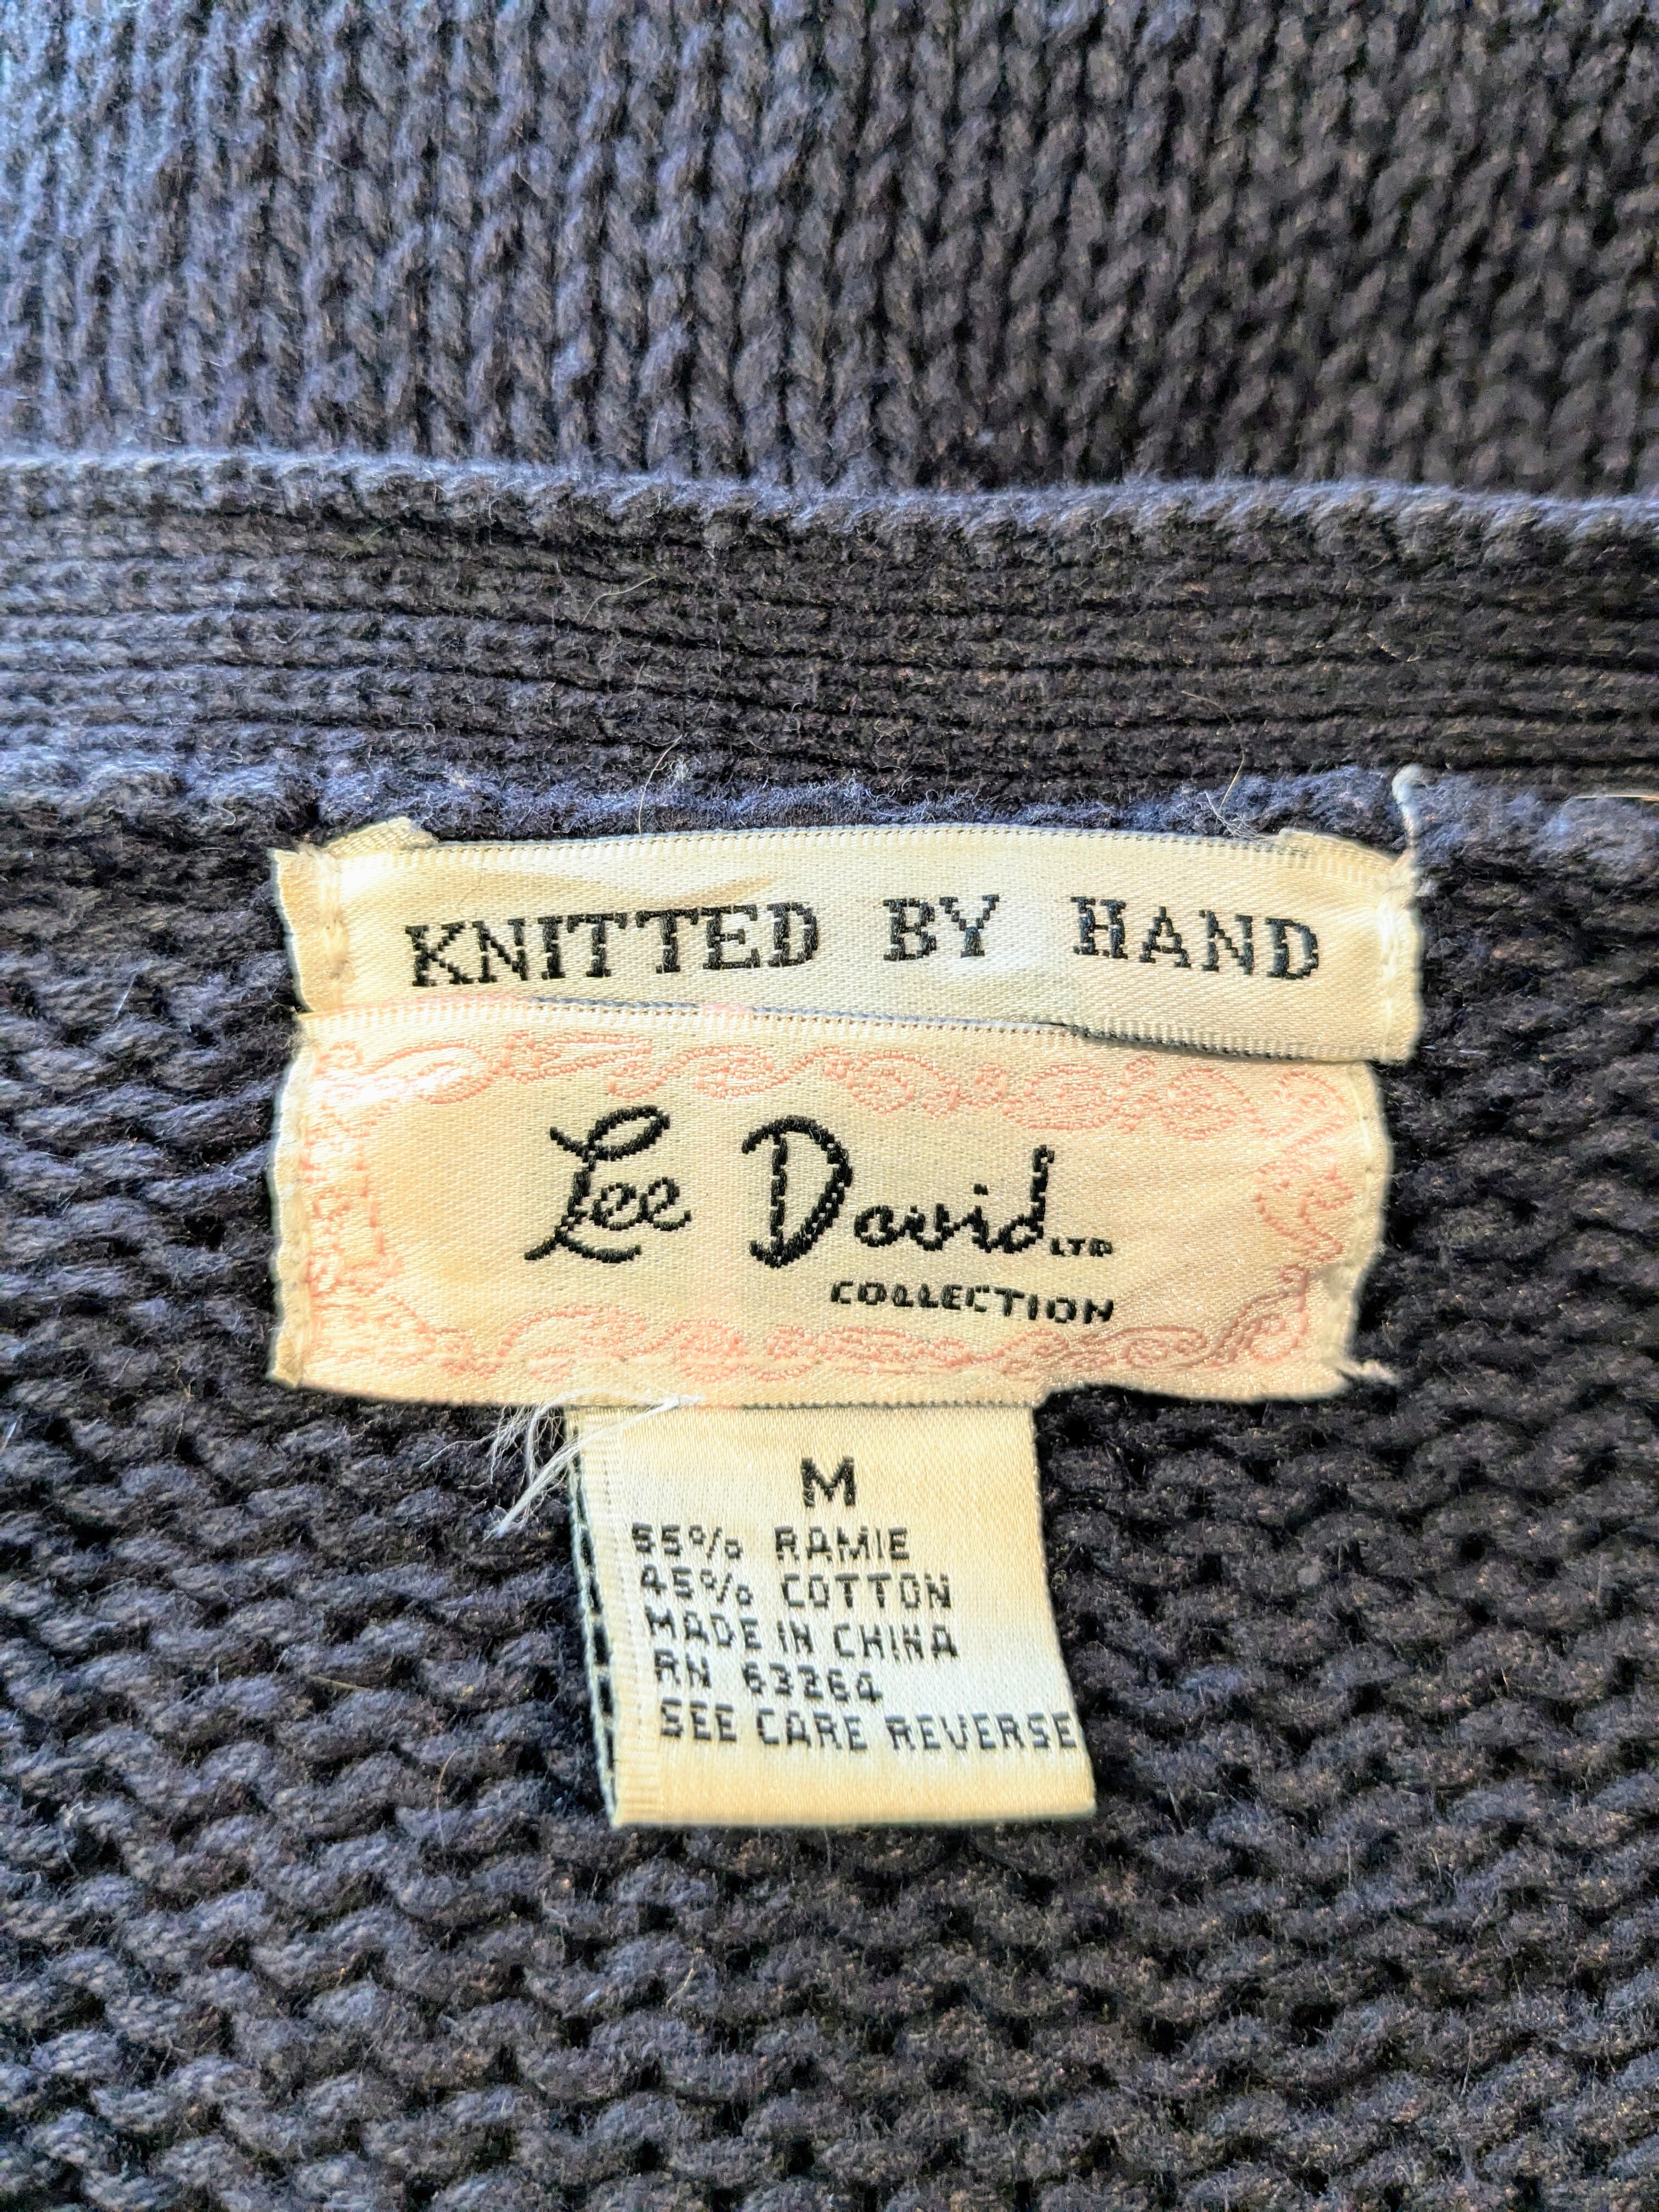 KNITTED BY HAND
Lee David LTD
COLLECTION
M
55% RAMIE
45% COTTON
MADE IN CHINA
RN 63264
SEE CARE REVERSE